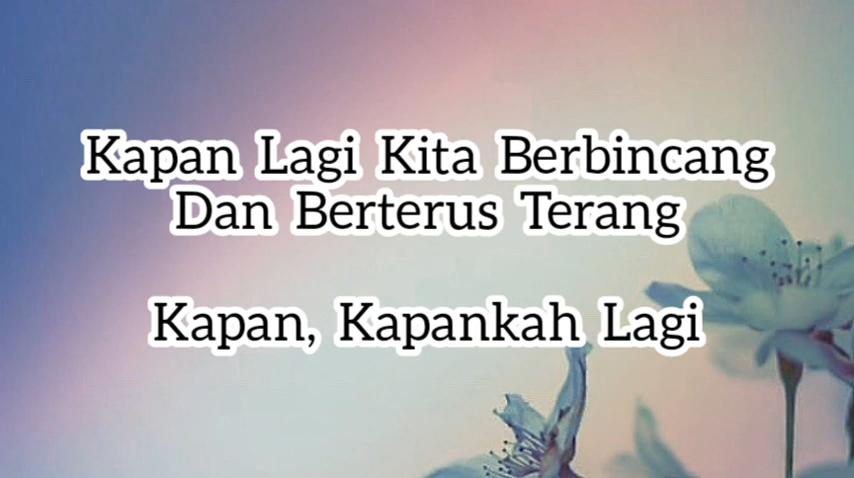 Kapan Lagi Kita Berbincang
Dan Berterus Terang
Kapan, Kapankah Lagi